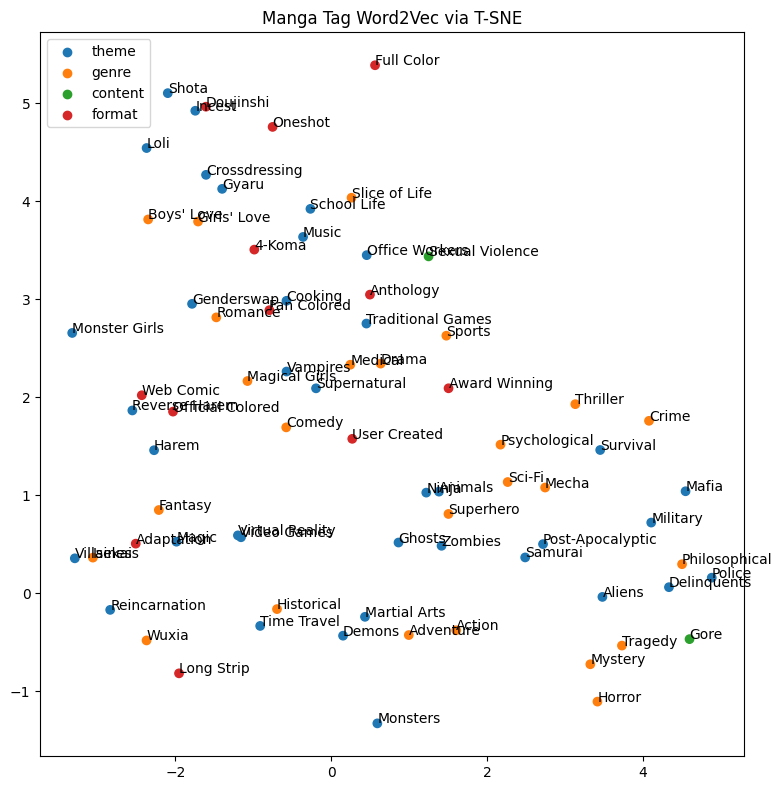 Manga Tag Word2Vec via T-SNE
theme
genre
content
format
Full Color
Shota
Doujinshi
Incest
Oneshot
Loli
Crossdressing
Gyaru
Slice of Life
School Life
Boys' Love
Girls' Love
Music
4-Koma
Office Workers
Sexual Violence
Anthology
Genderswap
Cooking
Fan Colored
Romance
Traditional Games
Monster Girls
Sports
Medical
Drama
Vampires
Magical Girls
Supernatural
Award Winning
Web Comic
Reverse Harem
Official Colored
Thriller
Crime
Comedy
User Created
Psychological
Harem
Survival
Sci-Fi
Mecha
Ninja
Animals
Mafia
Fantasy
Superhero
Military
Virtual Reality
Video Games
Adaptation
Magic
Ghosts
Zombies
Post-Apocalyptic
Samurai
Villainess
Isekai
Philosophical
Police
Delinquents
Aliens
Reincarnation
Historical
Martial Arts
Time Travel
Demons
Adventure
Action
Wuxia
Gore
Tragedy
Mystery
Long Strip
Horror
Monsters
5
4
3
2
1
0
−1
−2
0
2
4